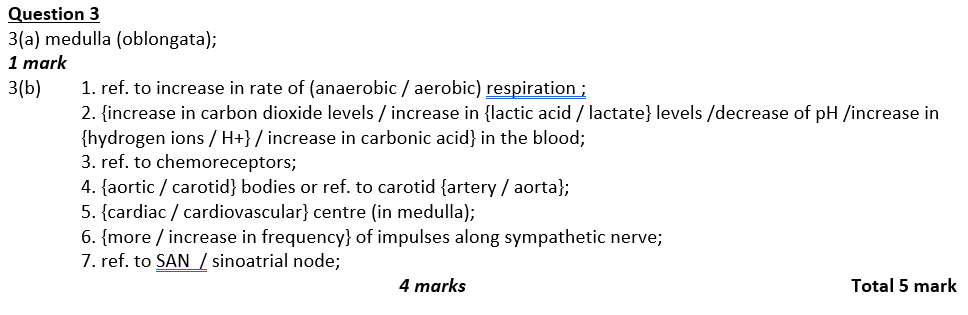 Question 3
3(a) medulla (oblongata);
1 mark
3(b) 1. ref. to increase in rate of (anaerobic / aerobic) respiration ;
2. {increase in carbon dioxide levels / increase in {lactic acid / lactate} levels /decrease of pH /increase in
{hydrogen ions / H+} / increase in carbonic acid} in the blood;
3. ref. to chemoreceptors;
4. {aortic / carotid} bodies or ref. to carotid {artery / aorta};
5. {cardiac / cardiovascular} centre (in medulla);
6. {more / increase in frequency} of impulses along sympathetic nerve;
7. ref. to SAN / sinoatrial node;
4 marks Total 5 mark